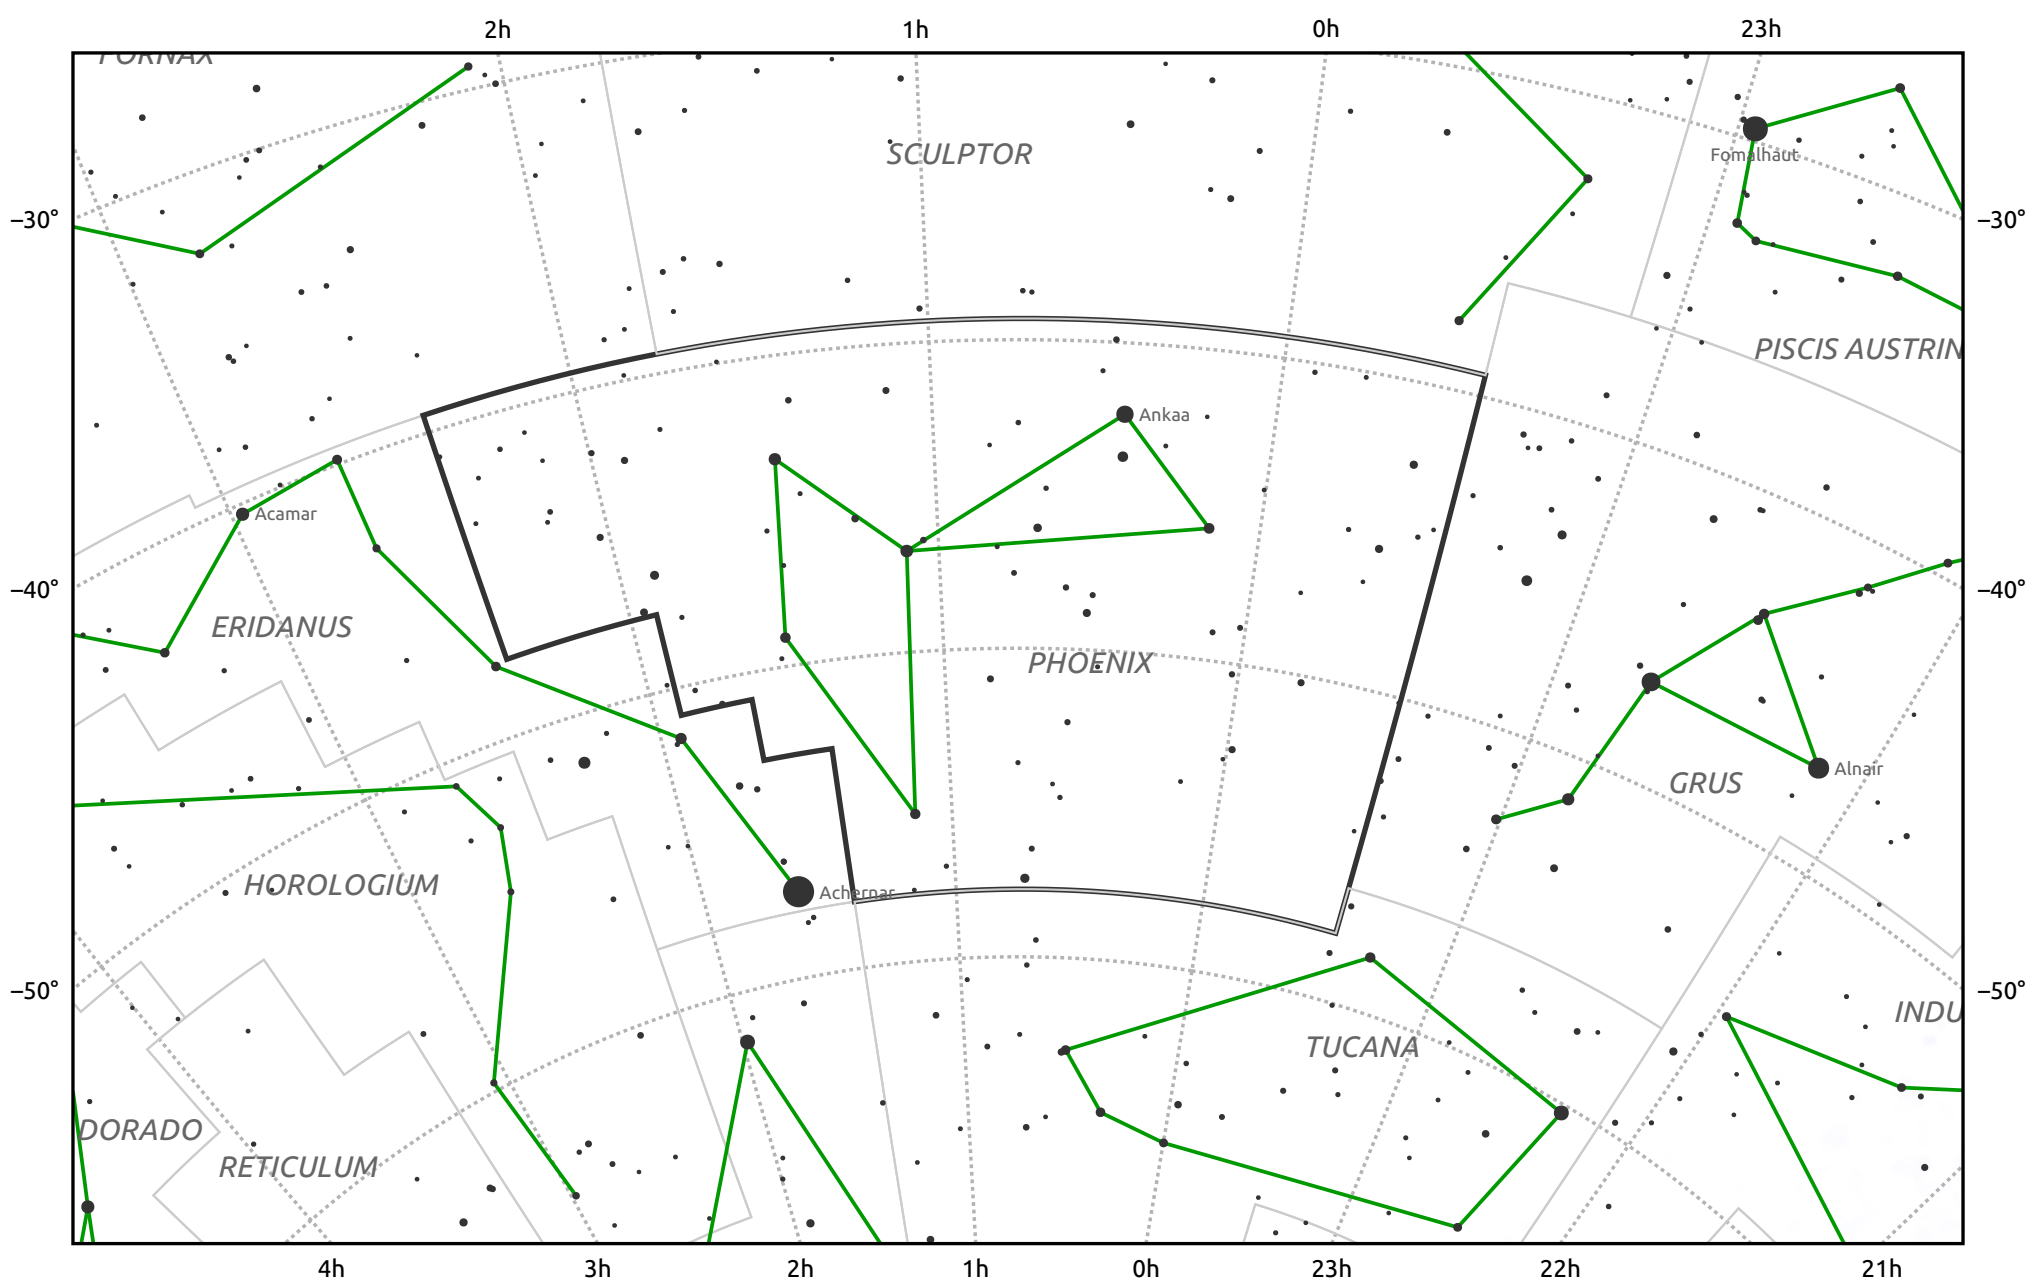 2h 1h 0h 23h
FORNAX
SCULPTOR
Fomalhaut
–30° –30°
PISCIS AUSTRIN
Ankaa
Acamar
–40° –40°
ERIDANUS
PHOENIX
Alnair
GRUS
HOROLOGIUM
Achernar
–50° –50°
INDU
TUCANA
DORADO
RETICULUM
4h 3h 2h 1h 0h 23h 22h 21h